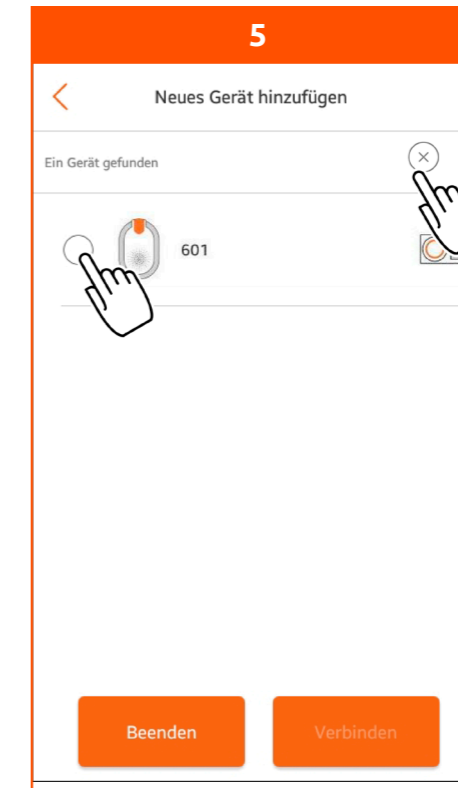 5
Neues Gerät hinzufügen
Ein Gerät gefunden
601
Beenden
Verbinden